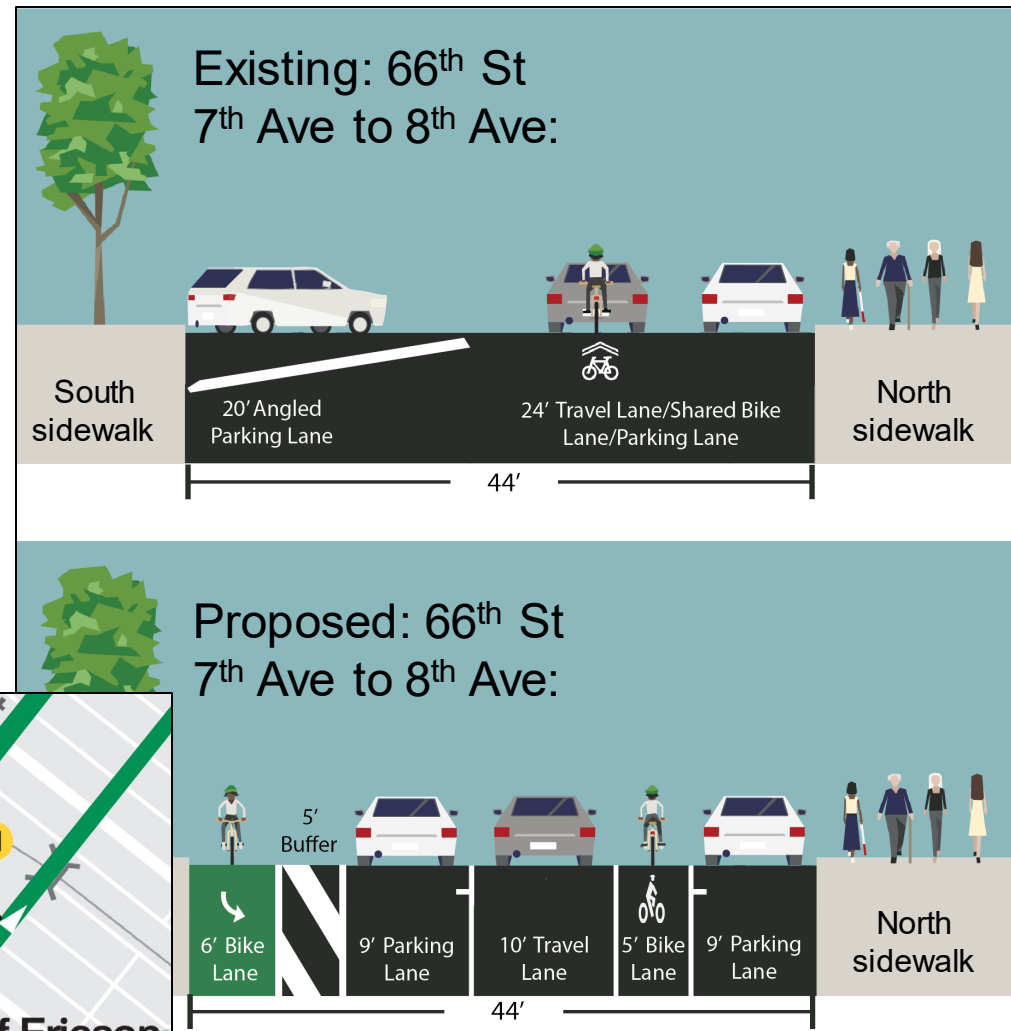 Existing: 66th St
7th Ave to 8th Ave:
South
sidewalk
20' Angled
Parking Lane
24' Travel Lane/Shared Bike
Lane/Parking Lane
North
sidewalk
44'
Proposed: 66th St
7th Ave to 8th Ave:
5'
Buffer
6' Bike
Lane
9' Parking
Lane
10' Travel
Lane
5' Bike
Lane
9' Parking
Lane
North
sidewalk
44'